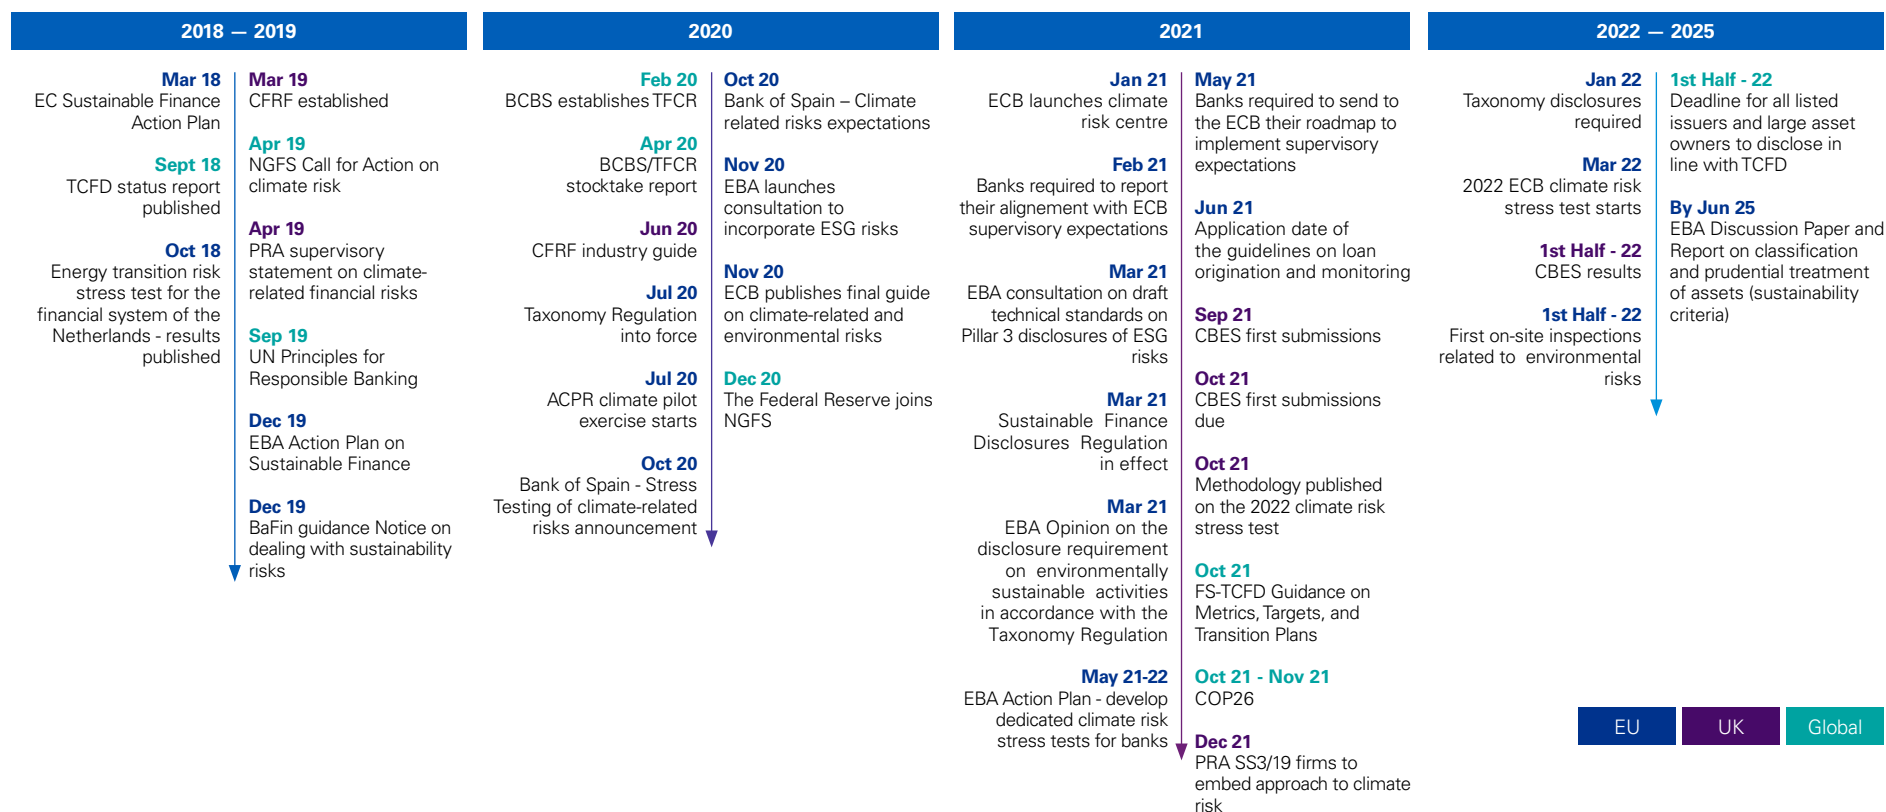 2018 — 2019
Mar 18
EC Sustainable Finance
Action Plan
Sept 18
TCFD status report
published
Oct 18
Energy transition risk
stress test for the
financial system of the
Netherlands - results
published
Mar 19
CFRF established
Apr 19
NGFS Call for Action on
climate risk
Apr 19
PRA supervisory
statement on climate-
related financial risks
Sep 19
UN Principles for
Responsible Banking
Dec 19
EBA Action Plan on
Sustainable Finance
Dec 19
BaFin guidance Notice on
dealing with sustainability
risks
2020
Feb 20
BCBS establishes TFCR
Apr 20
BCBS/TFCR
stocktake report
Jun 20
CFRF industry guide
Jul 20
Taxonomy Regulation
into force
Jul 20
ACPR climate pilot
exercise starts
Oct 20
Bank of Spain - Stress
Testing of climate-related
risks announcement
Oct 20
Bank of Spain – Climate
related risks expectations
Nov 20
EBA launches
consultation to
incorporate ESG risks
Nov 20
ECB publishes final guide
on climate-related and
environmental risks
Dec 20
The Federal Reserve joins
NGFS
2021
Jan 21
ECB launches climate
risk centre
Feb 21
Banks required to report
their alignement with ECB
supervisory expectations
Mar 21
EBA consultation on draft
technical standards on
Pillar 3 disclosures of ESG
risks
Mar 21
Sustainable Finance
Disclosures Regulation
in effect
Mar 21
EBA Opinion on the
disclosure requirement
on environmentally
sustainable activities
in accordance with the
Taxonomy Regulation
May 21-22
EBA Action Plan - develop
dedicated climate risk
stress tests for banks
May 21
Banks required to send to
the ECB their roadmap to
implement supervisory
expectations
Jun 21
Application date of
the guidelines on loan
origination and monitoring
Sep 21
CBES first submissions
Oct 21
CBES first submissions
due
Oct 21
Methodology published
on the 2022 climate risk
stress test
Oct 21
FS-TCFD Guidance on
Metrics, Targets, and
Transition Plans
Oct 21 - Nov 21
COP26
Dec 21
PRA SS3/19 firms to
embed approach to climate
risk
2022 — 2025
Jan 22
Taxonomy disclosures
required
Mar 22
2022 ECB climate risk
stress test starts
1st Half - 22
CBES results
1st Half - 22
First on-site inspections
related to environmental
risks
1st Half - 22
Deadline for all listed
issuers and large asset
owners to disclose in
line with TCFD
By Jun 25
EBA Discussion Paper and
Report on classification
and prudential treatment
of assets (sustainability
criteria)
EU
UK
Global